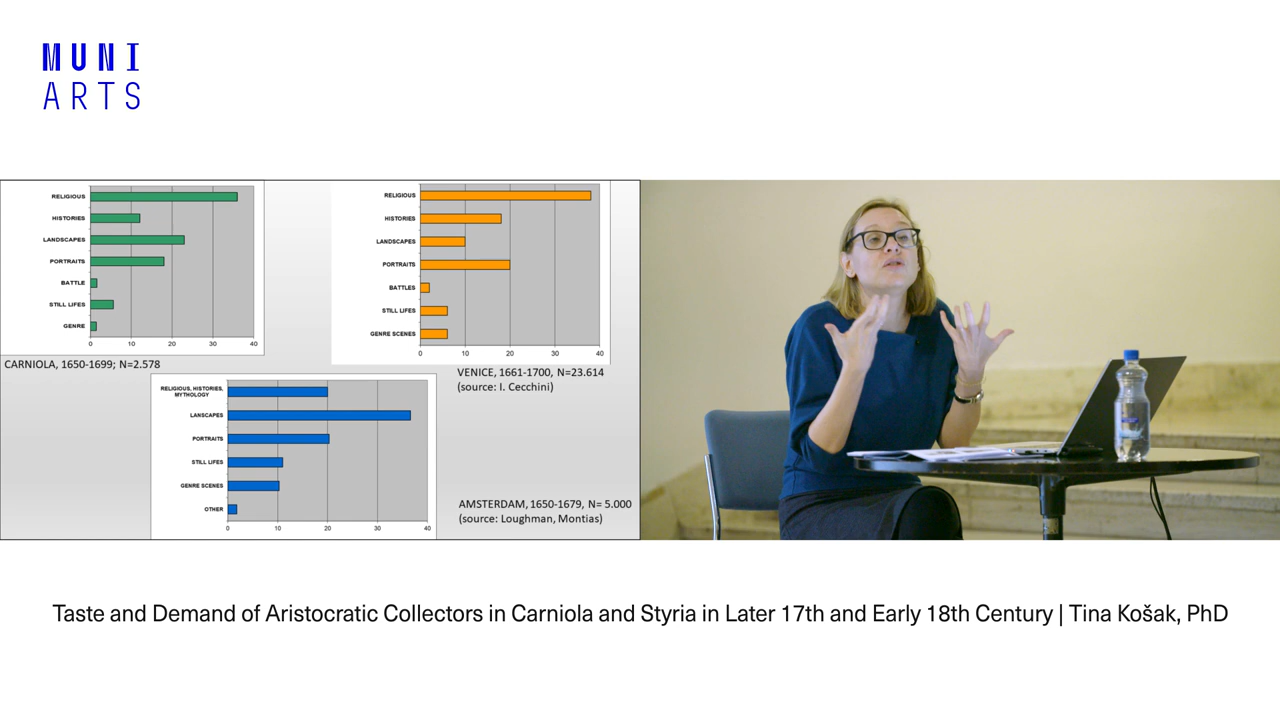 MUNI
ARTS
RELIGIOUS
HISTORIES
LANDSCAPES
PORTRAITS
BATTLE
STILL LIFES
GENRE
0 10 20 30 40
CARNIOLA, 1650-1699; N=2.578
RELIGIOUS
HISTORIES
LANDSCAPES
PORTRAITS
BATTLES
STILL LIFES
GENRE SCENES
0 10 20 30 40
VENICE, 1661-1700, N=23.614
(source: I. Cecchini)
RELIGIOUS, HISTORIES,
MYTHOLOGY
LANSCAPES
PORTRAITS
STILL LIFES
GENRE SCENES
OTHER
0 10 20 30 40
AMSTERDAM, 1650-1679, N= 5.000
(source: Loughman, Montias)
Taste and Demand of Aristocratic Collectors in Carniola and Styria in Later 17th and Early 18th Century | Tina Košak, PhD